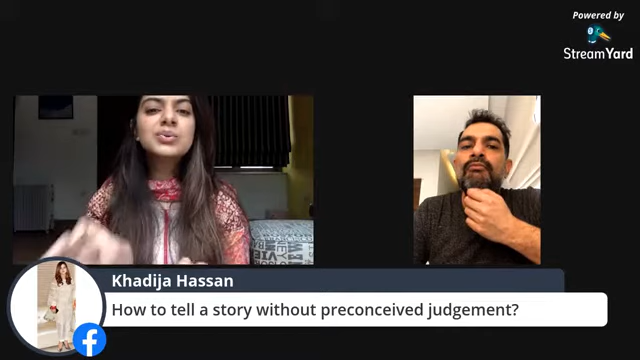 Powered by
StreamYard
Khadija Hassan
How to tell a story without preconceived judgement?